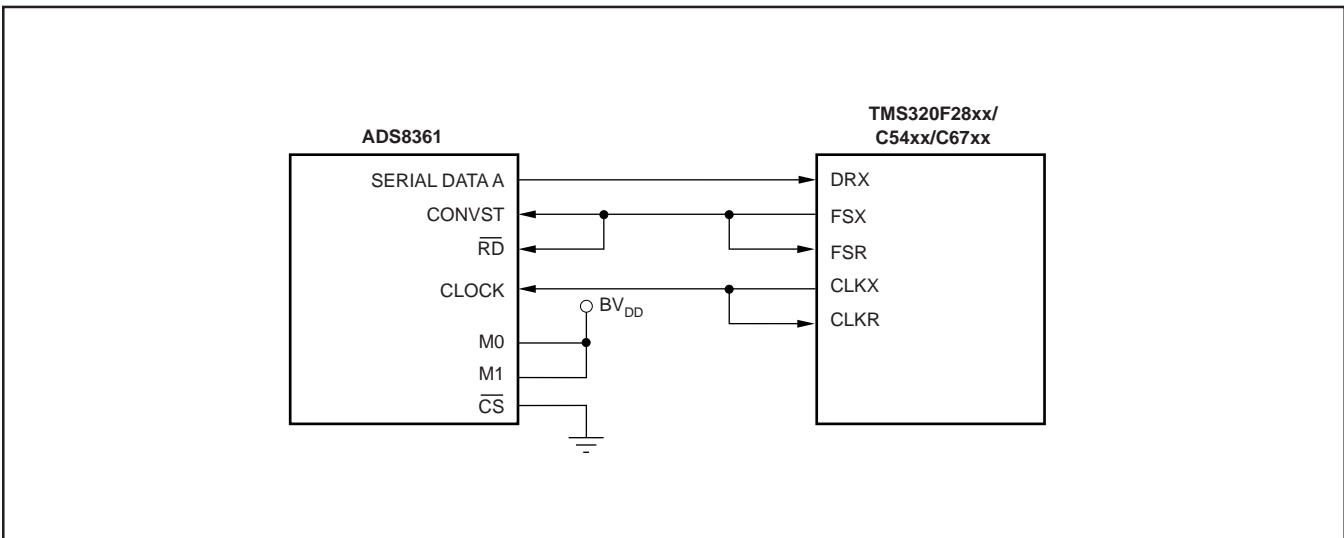 TMS320F28xx/
C54xx/C67xx
ADS8361
SERIAL DATA A
CONVST
RD
CLOCK
M0
M1
CS
BVDD
DRX
FSX
FSR
CLKX
CLKR